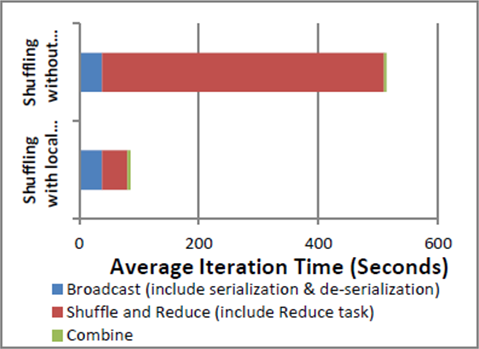 Shuffling
without...
Shuffling
with local...
0 200 400 600
Average Iteration Time (Seconds)
Broadcast (include serialization & de-serialization)
Shuffle and Reduce (include Reduce task)
Combine